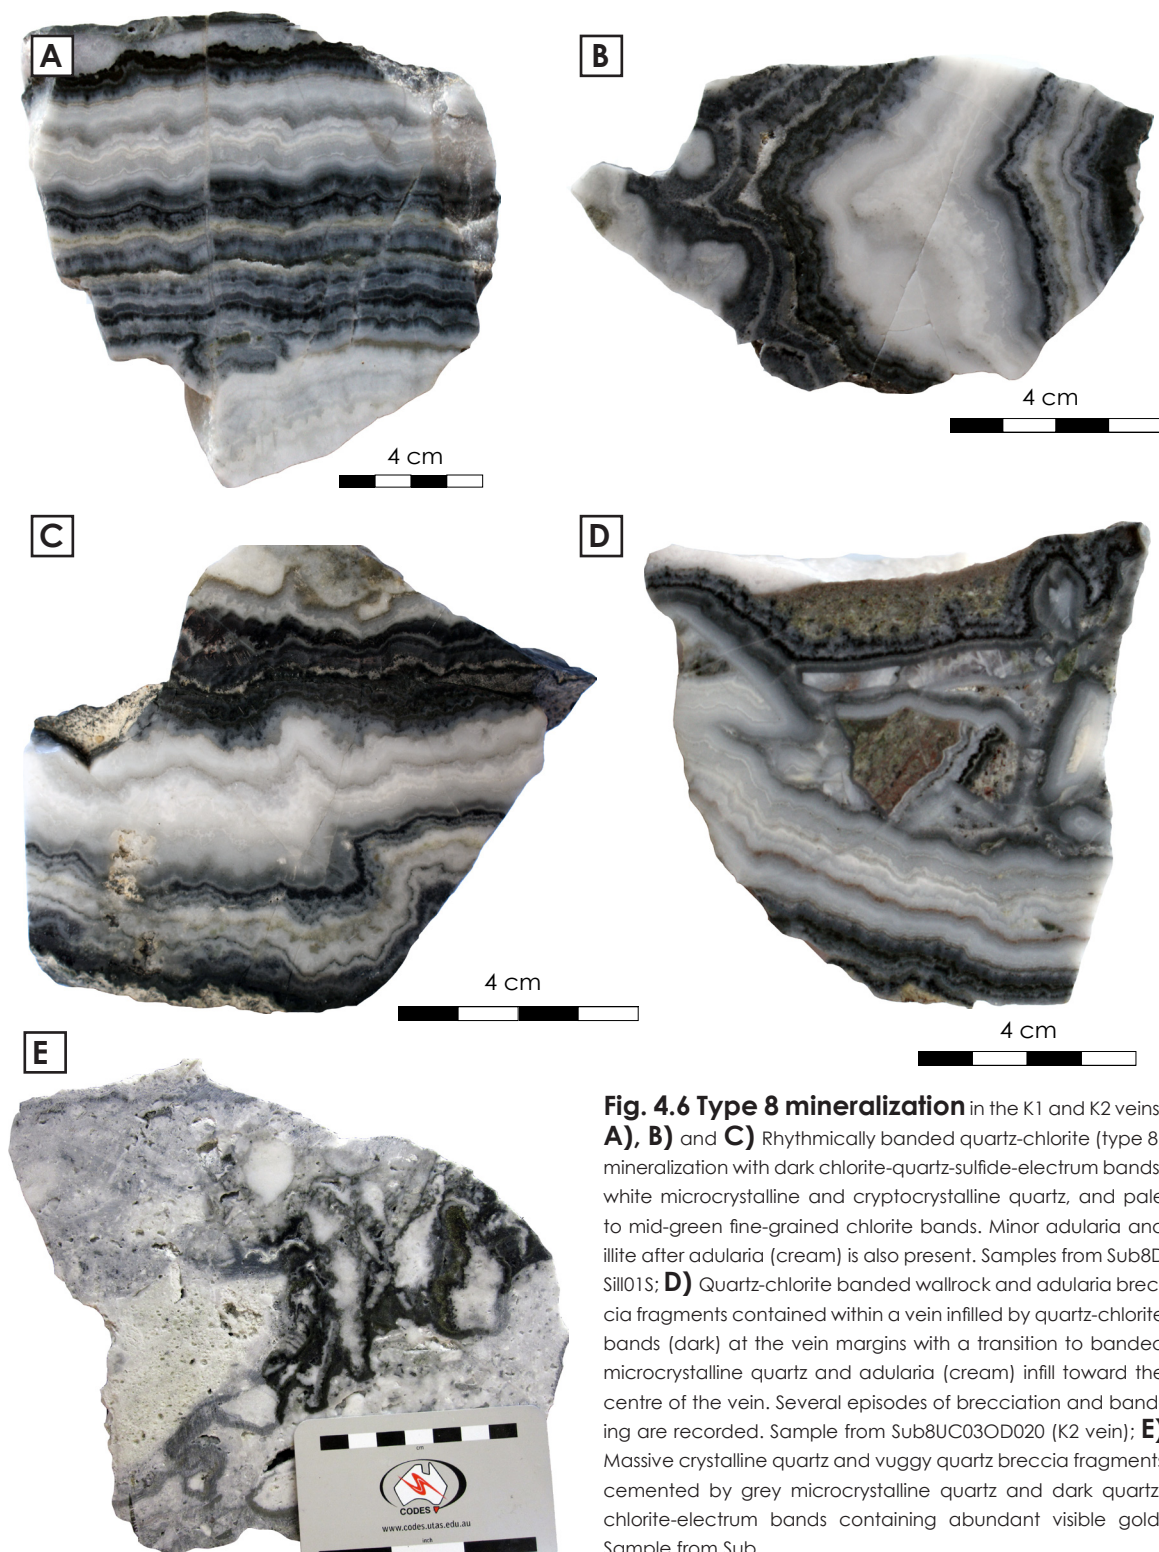 A
B
4 cm
4 cm
C
D
4 cm
4 cm
E
Fig. 4.6 Type 8 mineralization in the K1 and K2 veins
A), B) and C) Rhythmically banded quartz-chlorite (type 8
mineralization with dark chlorite-quartz-sulfide-electrum bands
white microcrystalline and cryptocrystalline quartz, and pale
to mid-green fine-grained chlorite bands. Minor adularia and
illite after adularia (cream) is also present. Samples from Sub8D
Sill01S; D) Quartz-chlorite banded wallrock and adularia brec
cia fragments contained within a vein infilled by quartz-chlorite
bands (dark) at the vein margins with a transition to banded
microcrystalline quartz and adularia (cream) infill toward the
centre of the vein. Several episodes of brecciation and band
ing are recorded. Sample from Sub8UC03OD020 (K2 vein); E)
Massive crystalline quartz and vuggy quartz breccia fragments
cemented by grey microcrystalline quartz and dark quartz
chlorite-electrum bands containing abundant visible gold
Sample from Sub
cm
CODES
www.codes.utas.edu.au
inch